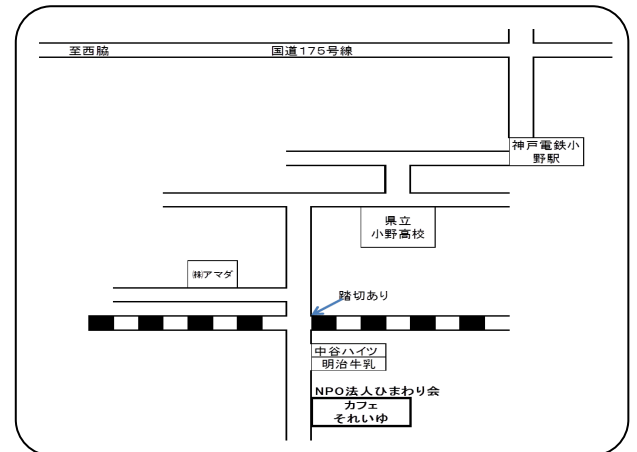 至西脇
国道175号線
神戸電鉄小
野駅
県立
小野高校
㈱アマダ
踏切あり
中谷ハイツ
明治牛乳
NPO法人ひまわり会
カフェ
それいゆ